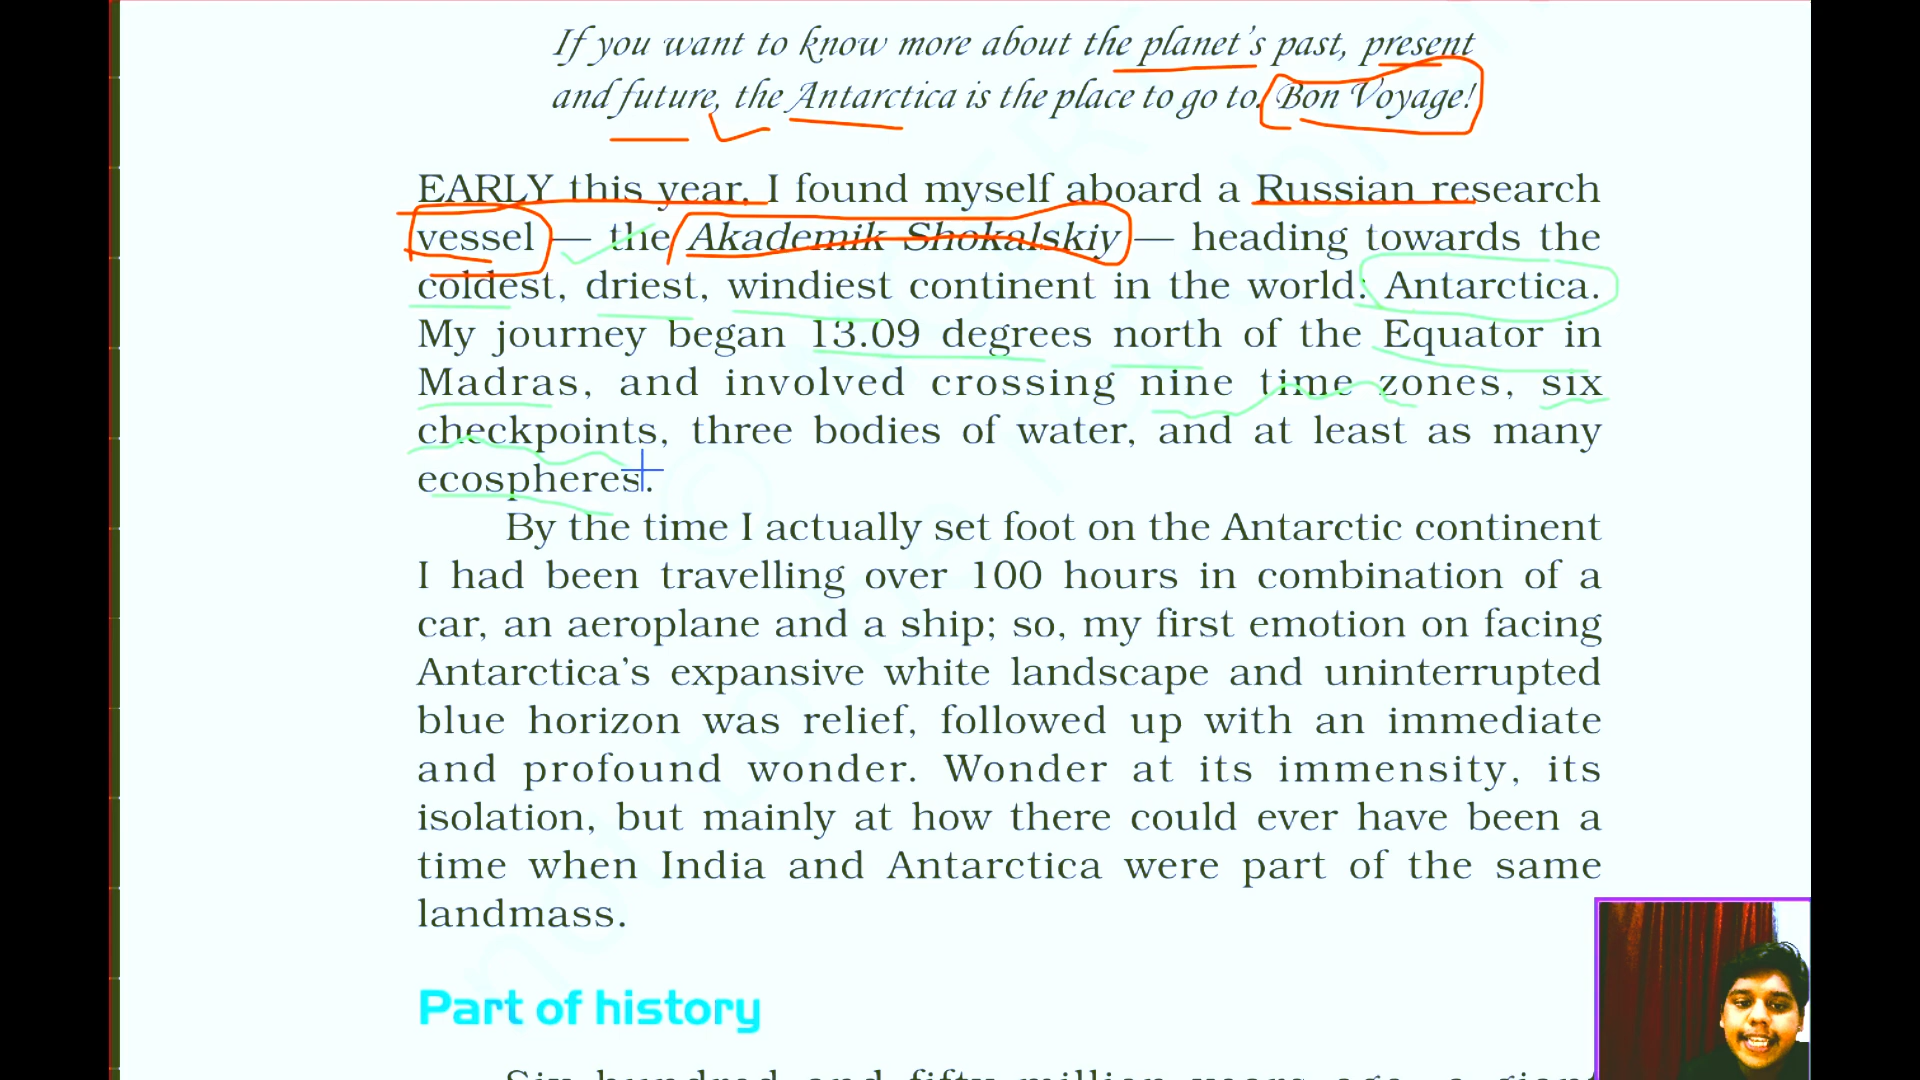 If you want to know more about the planet's past, present
and future, the Antarctica is the place to go to. Bon Voyage!
EARLY this year, I found myself aboard a Russian research
vessel — the Akademik Shokalskiy — heading towards the
coldest, driest, windiest continent in the world: Antarctica.
My journey began 13.09 degrees north of the Equator in
Madras, and involved crossing nine time zones, six
checkpoints, three bodies of water, and at least as many
ecospheres.
By the time I actually set foot on the Antarctic continent
I had been travelling over 100 hours in combination of a
car, an aeroplane and a ship; so, my first emotion on facing
Antarctica's expansive white landscape and uninterrupted
blue horizon was relief, followed up with an immediate
and profound wonder. Wonder at its immensity, its
isolation, but mainly at how there could ever have been a
time when India and Antarctica were part of the same
landmass.
Part of history
Six hundred and fifty million years ago, a giant